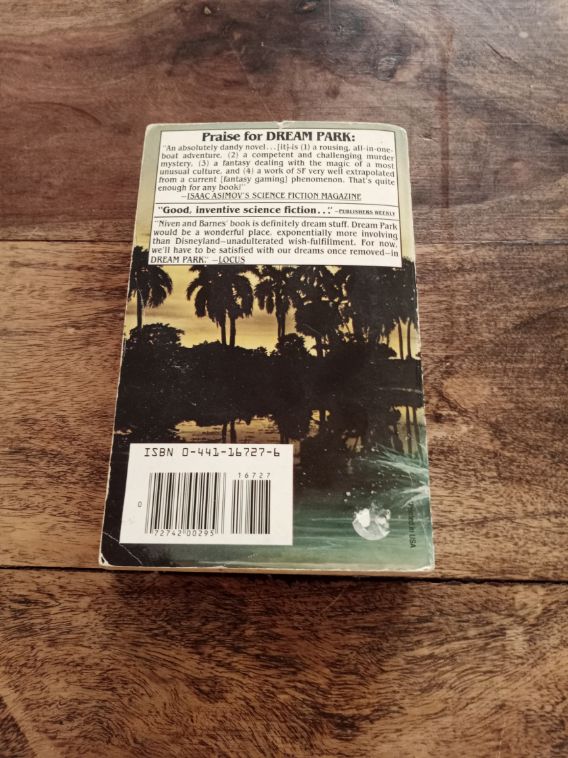 Praise for DREAM PARK:
"An absolutely dandy novel...[it] is (1) a rousing, all-in-one-
boat adventure, (2) a competent and challenging murder
mystery, (3) a fantasy dealing with the magic of a most
unusual culture, and (4) a work of SF very well extrapolated
from a current [fantasy gaming] phenomenon. That's quite
enough for any book!"
—ISAAC ASIMOV'S SCIENCE FICTION MAGAZINE
"Good, inventive science fiction..." —PUBLISHERS WEEKLY
"Niven and Barnes' book is definitely dream stuff. Dream Park
would be a wonderful place, exponentially more involving
than Disneyland—unadulterated wish-fulfillment. For now,
we'll have to be satisfied with our dreams once removed—in
DREAM PARK." —LOCUS
ISBN 0-441-16727-6
16727
0
72742 00295
Printed in USA